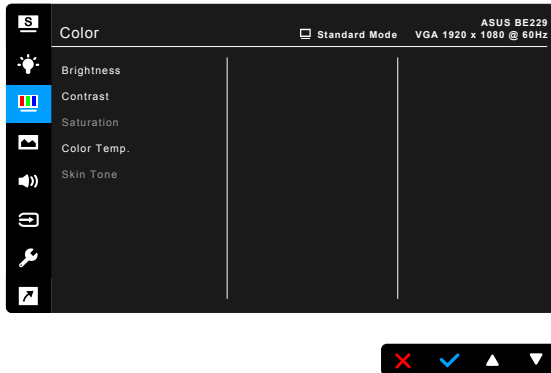 S
Color
Standard Mode
ASUS BE229
VGA 1920 x 1080 @ 60Hz
Brightness
Contrast
Saturation
Color Temp.
Skin Tone